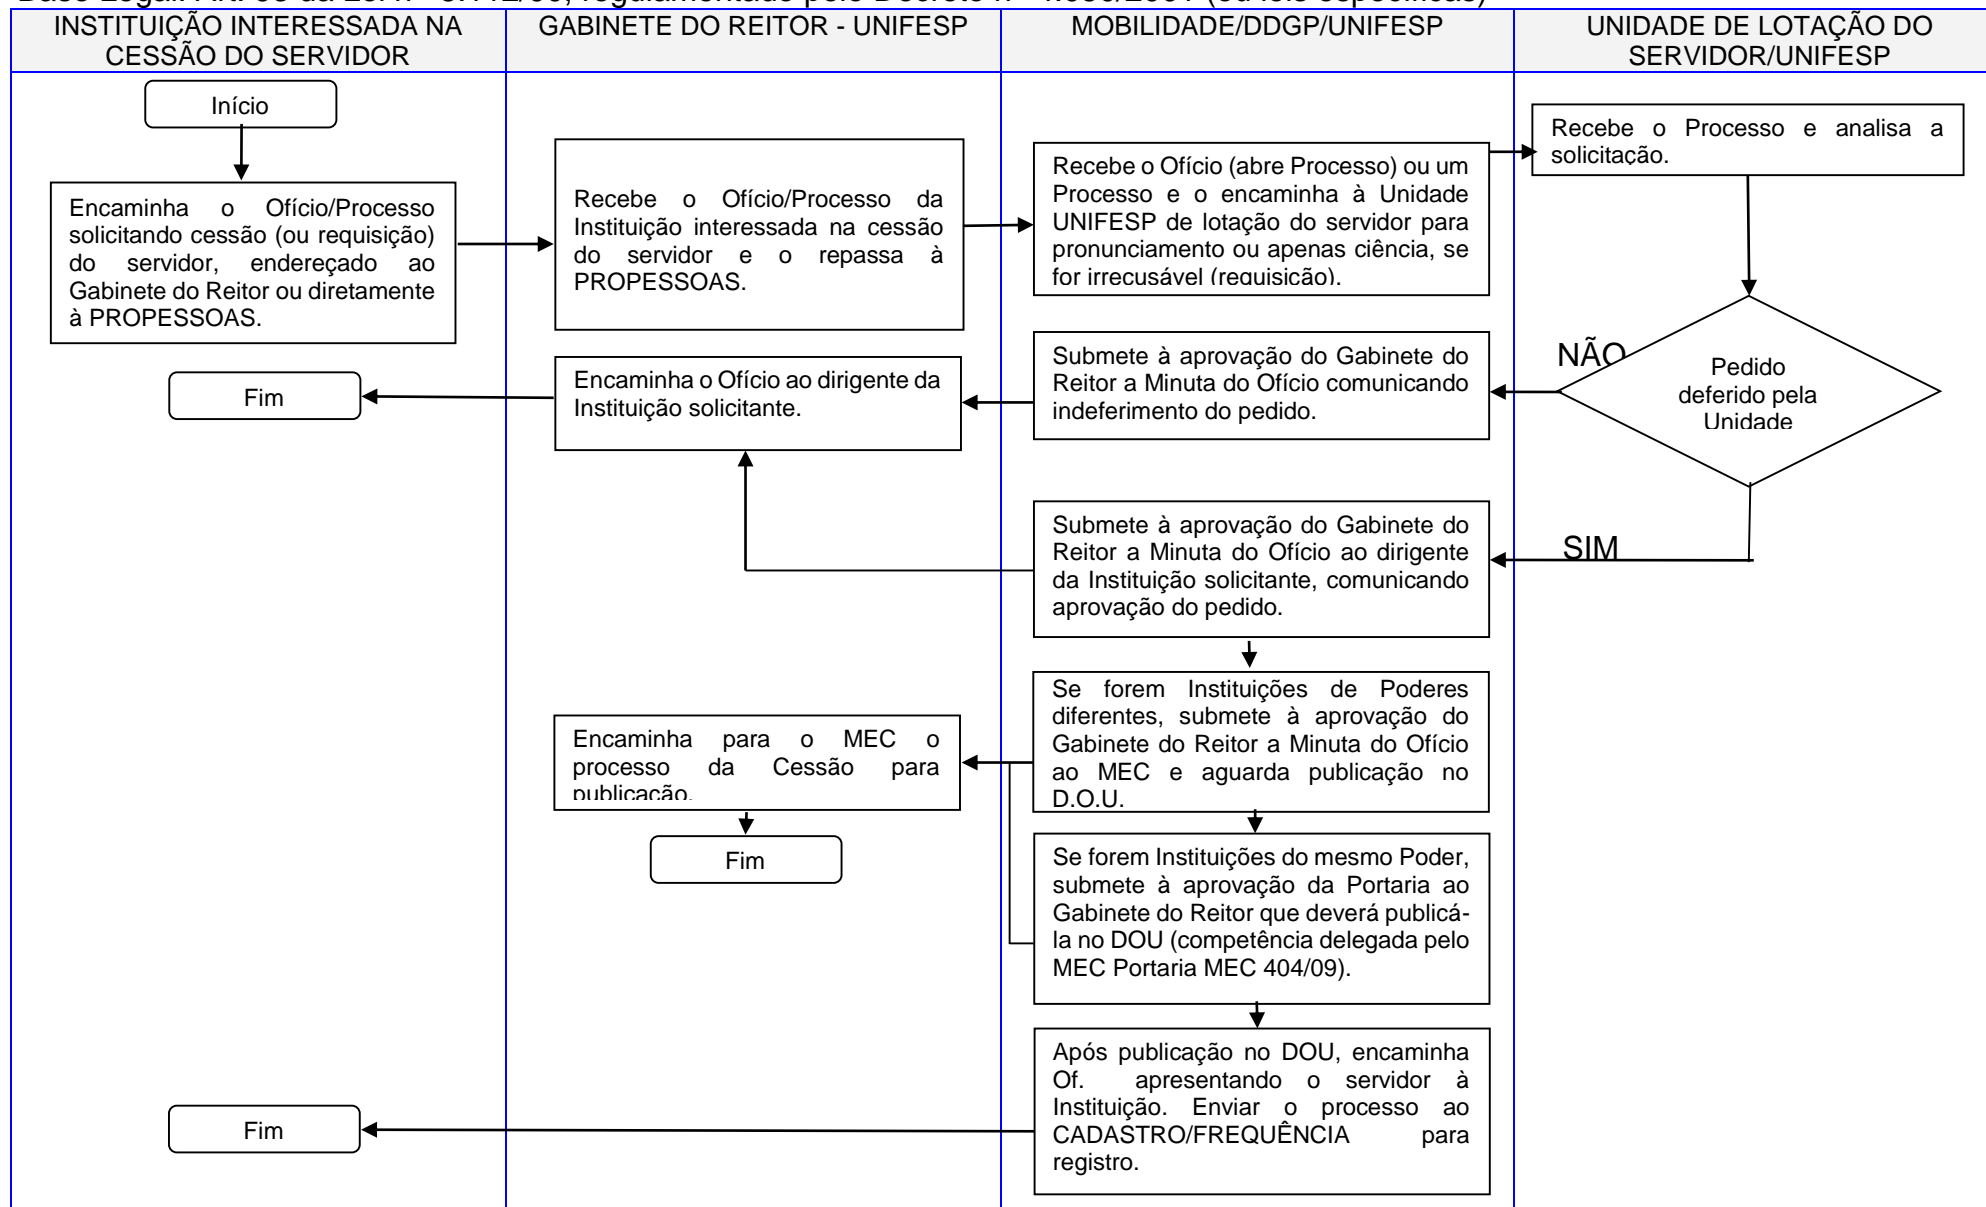 INSTITUIÇÃO INTERESSADA NA
CESSÃO DO SERVIDOR
GABINETE DO REITOR - UNIFESP
MOBILIDADE/DDGP/UNIFESP
UNIDADE DE LOTAÇÃO DO
SERVIDOR/UNIFESP
Início
Encaminha o Ofício/Processo
solicitando cessão (ou requisição)
do servidor, endereçado ao
Gabinete do Reitor ou diretamente
à PROPESSOAS.
Recebe o Ofício/Processo da
Instituição interessada na cessão
do servidor e o repassa à
PROPESSOAS.
Recebe o Ofício (abre Processo) ou um
Processo e o encaminha à Unidade
UNIFESP de lotação do servidor para
pronunciamento ou apenas ciência, se
for irrecusável (requisição).
Recebe o Processo e analisa a
solicitação.
NÃO
Pedido
deferido pela
Unidade
Submete à aprovação do Gabinete do
Reitor a Minuta do Ofício comunicando
indeferimento do pedido.
Encaminha o Ofício ao dirigente da
Instituição solicitante.
Fim
SIM
Submete à aprovação do Gabinete do
Reitor a Minuta do Ofício ao dirigente
da Instituição solicitante, comunicando
aprovação do pedido.
Se forem Instituições de Poderes
diferentes, submete à aprovação do
Gabinete do Reitor a Minuta do Ofício
ao MEC e aguarda publicação no
D.O.U.
Encaminha para o MEC o
processo da Cessão para
publicação.
Fim
Se forem Instituições do mesmo Poder,
submete à aprovação da Portaria ao
Gabinete do Reitor que deverá publicá-
la no DOU (competência delegada pelo
MEC Portaria MEC 404/09).
Após publicação no DOU, encaminha
Of. apresentando o servidor à
Instituição. Enviar o processo ao
CADASTRO/FREQUÊNCIA para
registro.
Fim